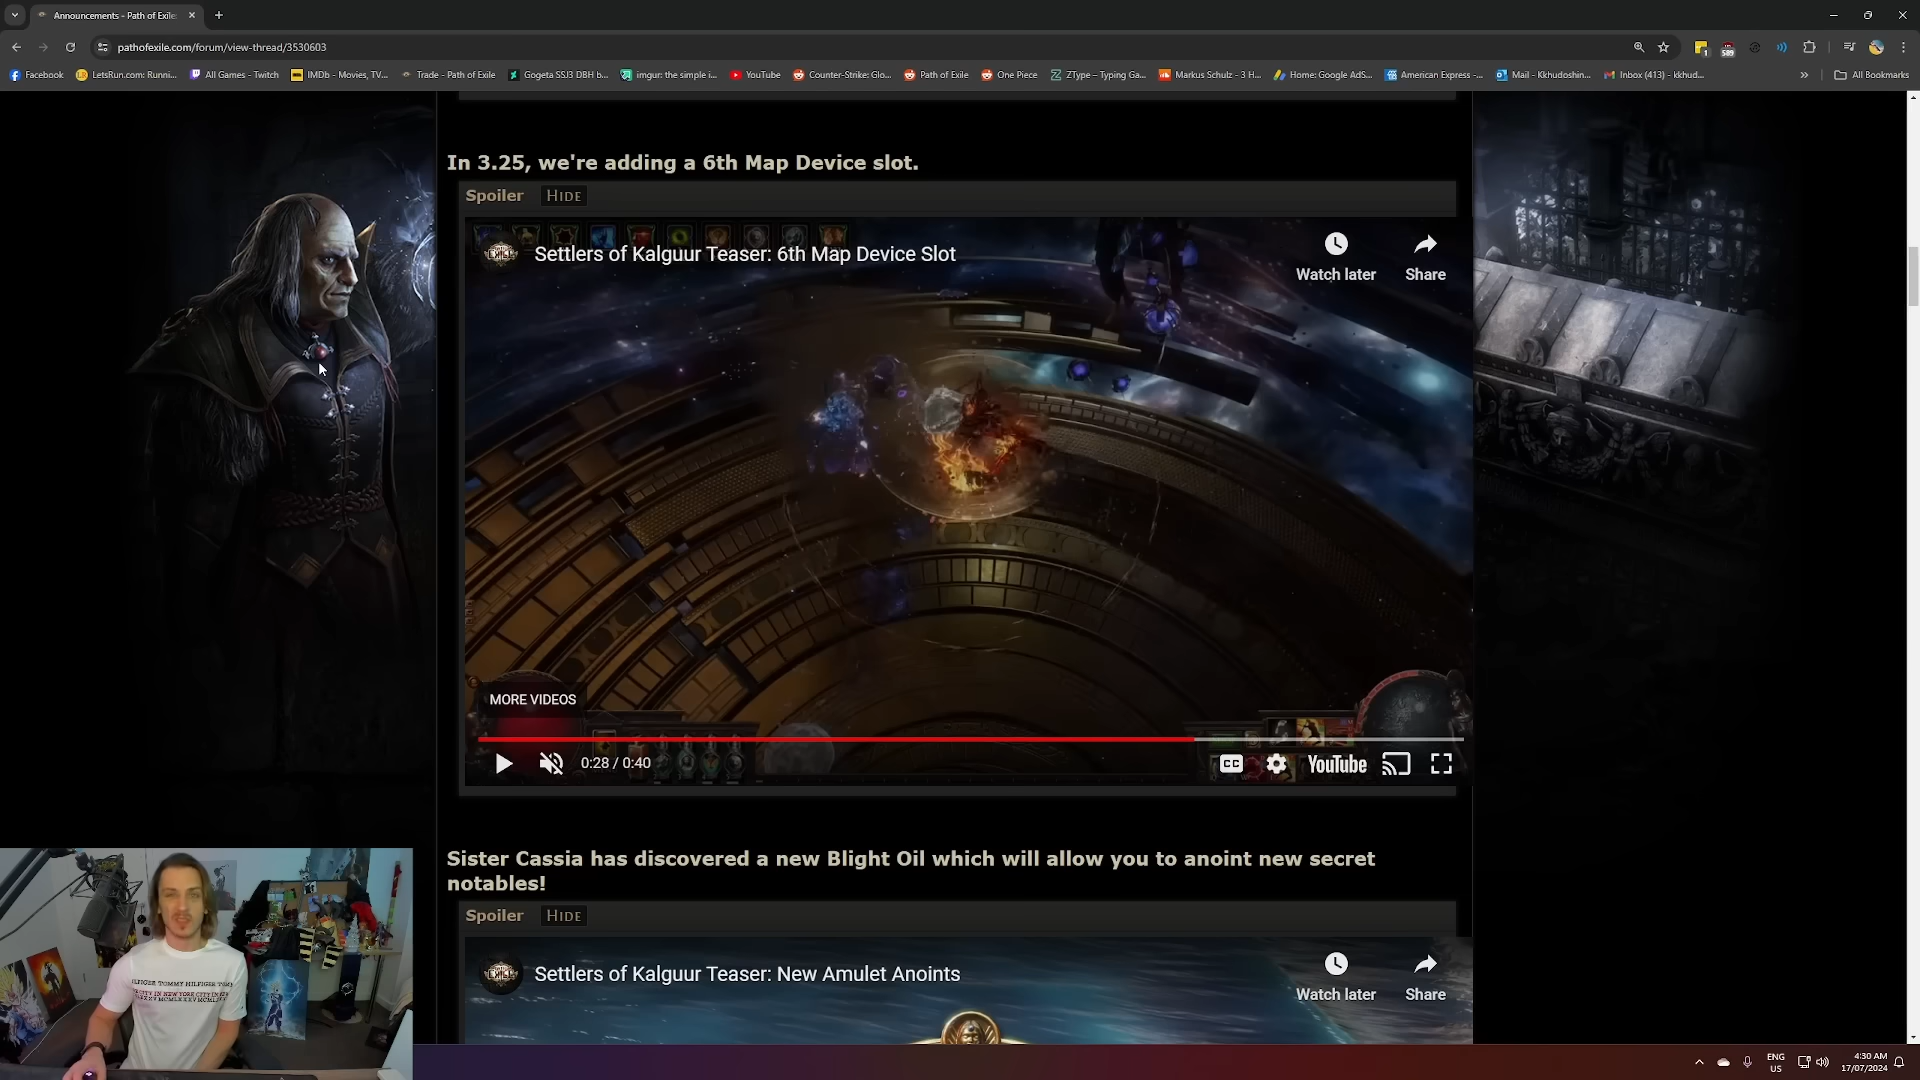 Announcements - Path of Exile
pathofexile.com/forum/view-thread/3530603
Facebook
LetsRun.com: Runni...
All Games - Twitch
IMDb - Movies, TV...
Trade - Path of Exile
Gogeta SSJ3 DBH b...
imgur: the simple i...
YouTube
Counter-Strike: Glo...
Path of Exile
One Piece
ZType – Typing Ga...
Markus Schulz - 3 H...
Home: Google AdS...
American Express -...
Mail - Kkhudoshin...
Inbox (413) - kkhud...
All Bookmarks
In 3.25, we're adding a 6th Map Device slot.
Spoiler HIDE
Settlers of Kalguur Teaser: 6th Map Device Slot
Watch later
Share
MORE VIDEOS
0:28 / 0:40
CC
YouTube
Sister Cassia has discovered a new Blight Oil which will allow you to anoint new secret
notables!
Spoiler HIDE
Settlers of Kalguur Teaser: New Amulet Anoints
Watch later
Share
ENG
US
4:30 AM
17/07/2024